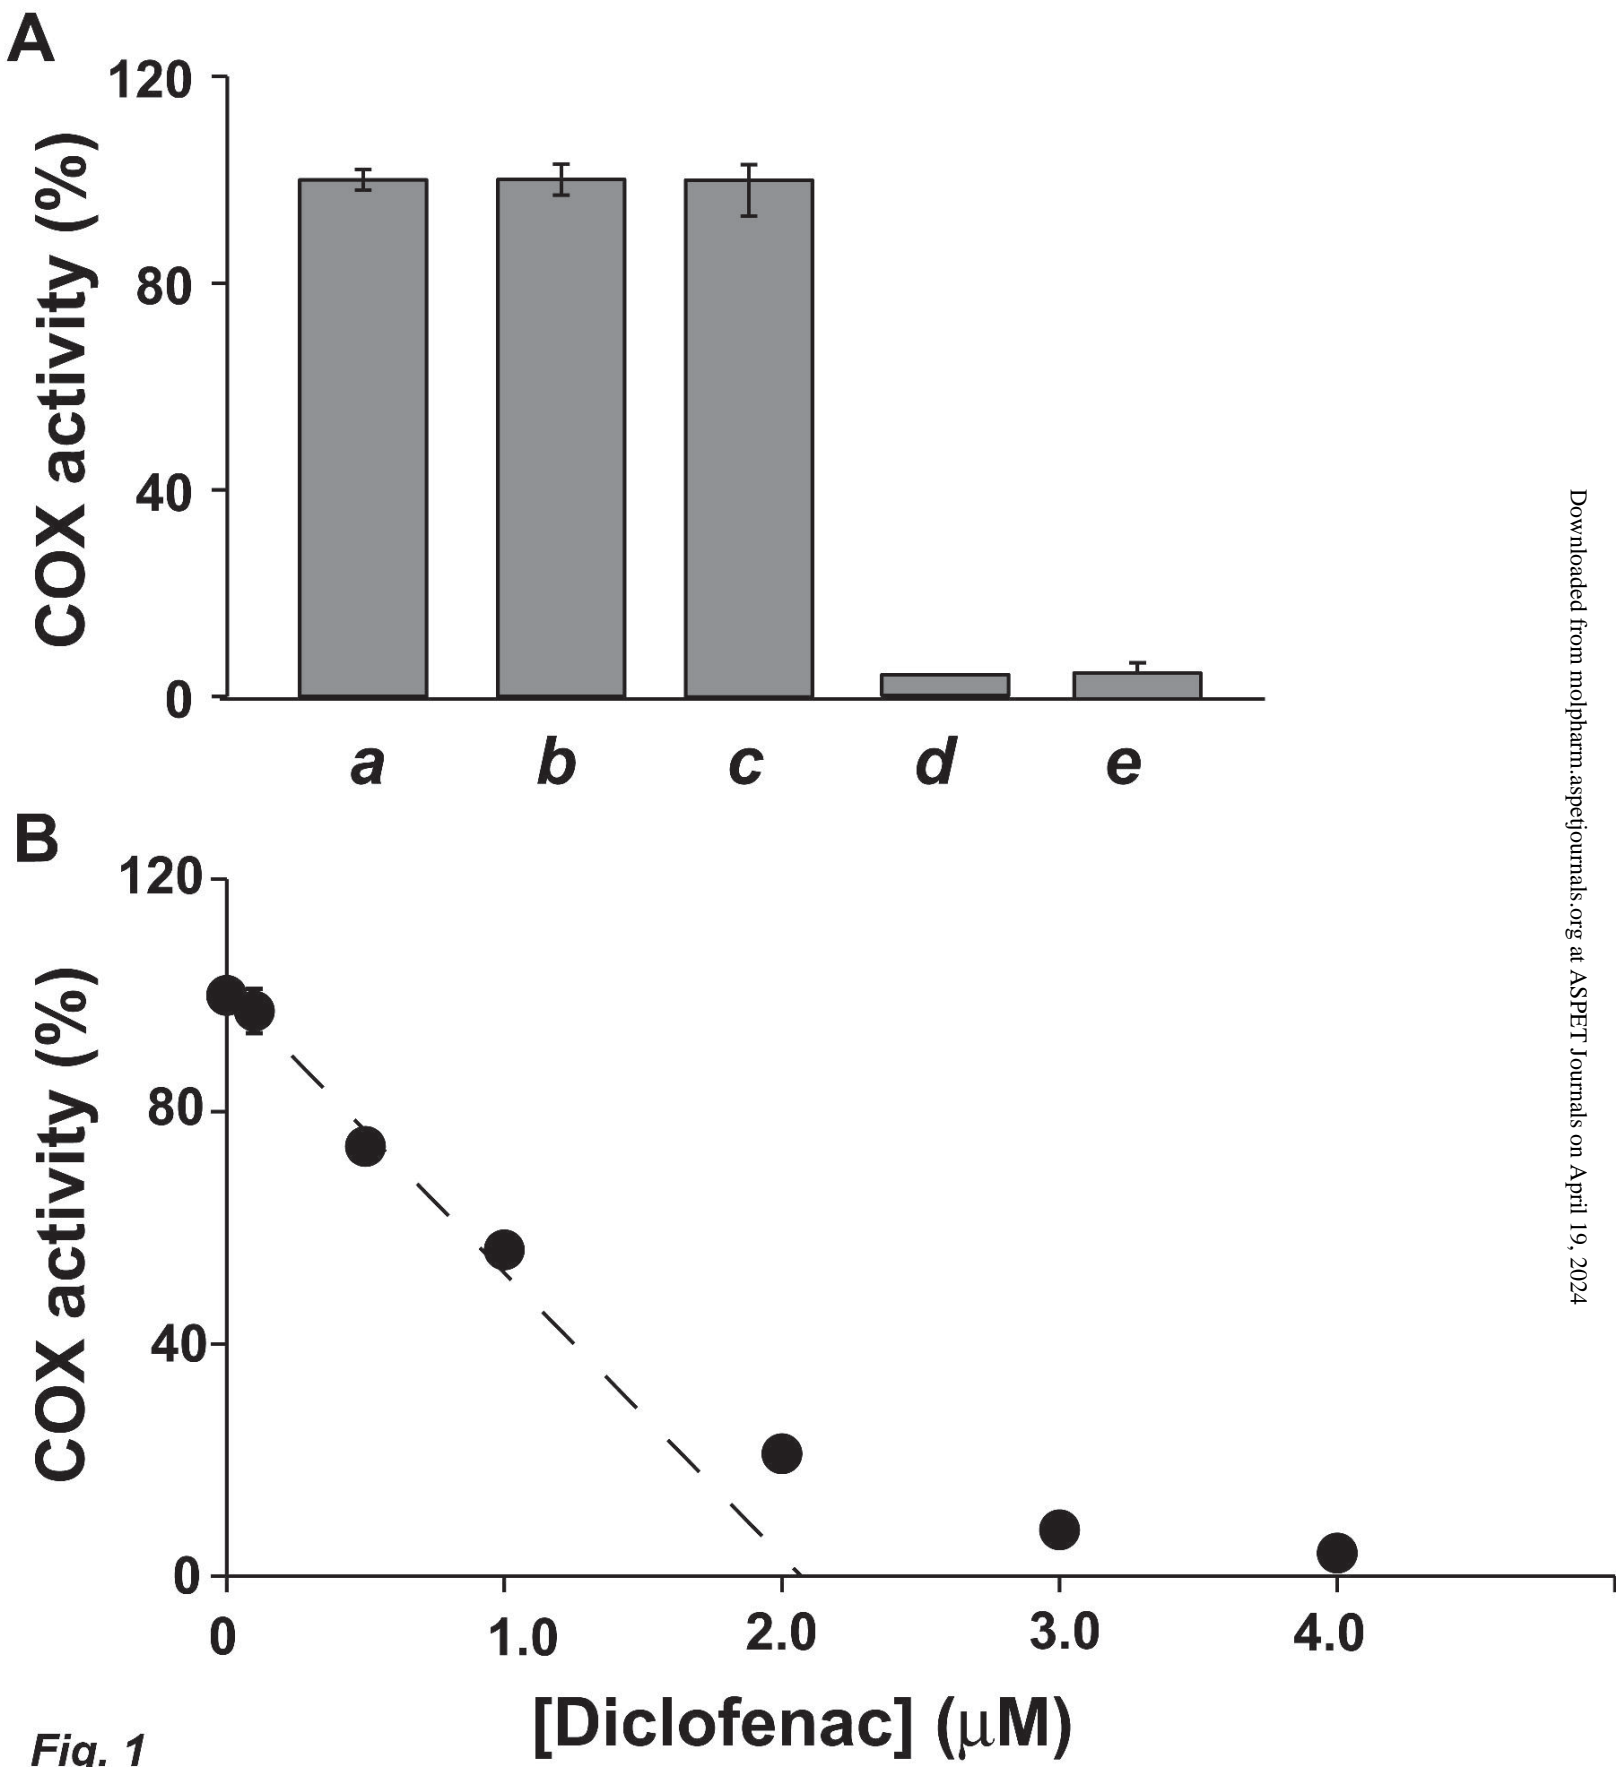 A
120
80
40
0
COX activity (%)
a b c d e
B
120
80
40
0
COX activity (%)
0 1.0 2.0 3.0 4.0
[Diclofenac] (μM)
Fig. 1
Downloaded from molpharm.aspetjournals.org at ASPET Journals on April 19, 2024